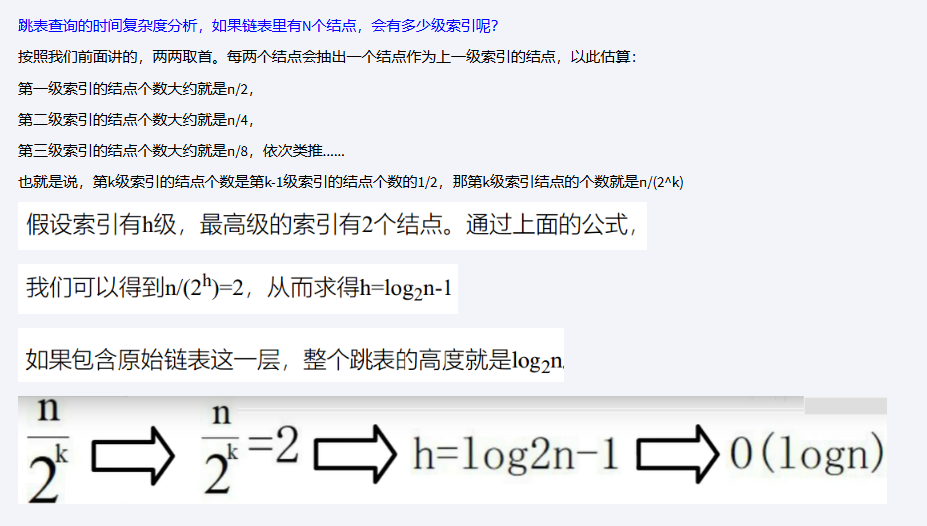 跳表查询的时间复杂度分析，如果链表里有N个结点，会有多少级索引呢？
按照我们前面讲的，两两取首。每两个结点会抽出一个结点作为上一级索引的结点，以此估算：
第一级索引的结点个数大约就是n/2，
第二级索引的结点个数大约就是n/4，
第三级索引的结点个数大约就是n/8，依次类推......
也就是说，第k级索引的结点个数是第k-1级索引的结点个数的1/2，那第k级索引结点的个数就是n/(2^k)
假设索引有h级，最高级的索引有2个结点。通过上面的公式，
我们可以得到n/(2ʰ)=2，从而求得h=log₂n-1
如果包含原始链表这一层，整个跳表的高度就是log₂n.
n/2ᵏ ⇒ n/2ᵏ=2 ⇒ h=log2n-1 ⇒ O(logn)